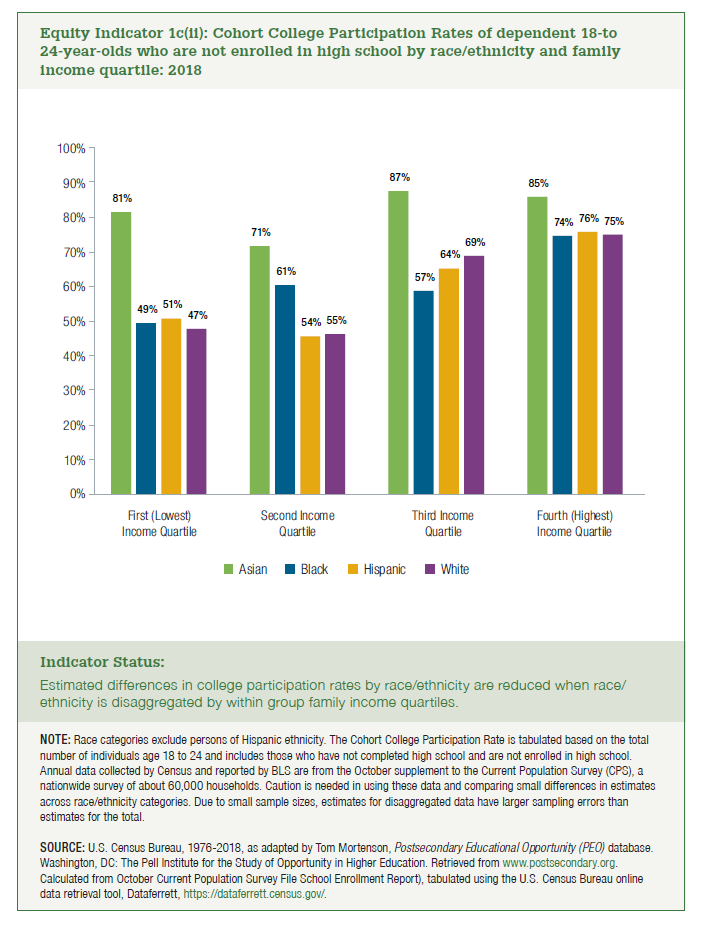 Equity Indicator 1c(ii): Cohort College Participation Rates of dependent 18-to
24-year-olds who are not enrolled in high school by race/ethnicity and family
income quartile: 2018
100%
90%
80%
70%
60%
50%
40%
30%
20%
10%
0%
81%
49%
51%
47%
71%
61%
54%
55%
87%
57%
64%
69%
85%
74%
76%
75%
First (Lowest)
Income Quartile
Second Income
Quartile
Third Income
Quartile
Fourth (Highest)
Income Quartile
Asian
Black
Hispanic
White
Indicator Status:
Estimated differences in college participation rates by race/ethnicity are reduced when race/
ethnicity is disaggregated by within group family income quartiles.
NOTE: Race categories exclude persons of Hispanic ethnicity. The Cohort College Participation Rate is tabulated based on the total
number of individuals age 18 to 24 and includes those who have not completed high school and are not enrolled in high school.
Annual data collected by Census and reported by BLS are from the October supplement to the Current Population Survey (CPS), a
nationwide survey of about 60,000 households. Caution is needed in using these data and comparing small differences in estimates
across race/ethnicity categories. Due to small sample sizes, estimates for disaggregated data have larger sampling errors than
estimates for the total.
SOURCE: U.S. Census Bureau, 1976-2018, as adapted by Tom Mortenson, Postsecondary Educational Opportunity (PEO) database.
Washington, DC: The Pell Institute for the Study of Opportunity in Higher Education. Retrieved from www.postsecondary.org.
Calculated from October Current Population Survey File School Enrollment Report), tabulated using the U.S. Census Bureau online
data retrieval tool, Dataferrett, https://dataferrett.census.gov/.